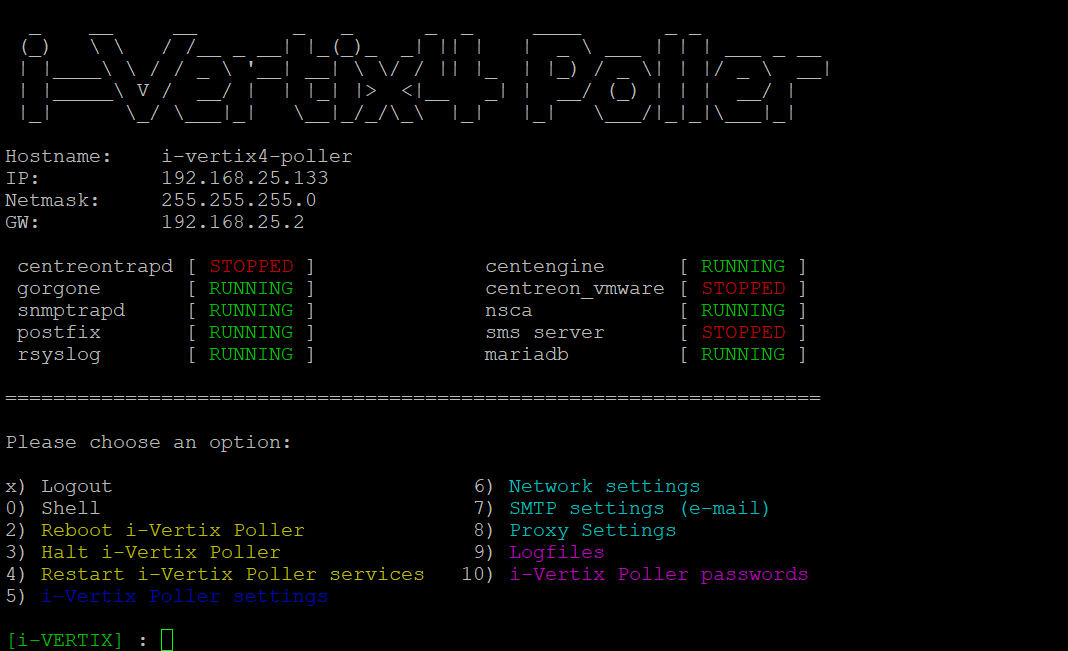 i-Vertix4 Poller
Hostname: i-vertix4-poller
IP: 192.168.25.133
Netmask: 255.255.255.0
GW: 192.168.25.2
centreontrapd [ STOPPED ] centengine [ RUNNING ]
gorgone [ RUNNING ] centreon_vmware [ STOPPED ]
snmptrapd [ RUNNING ] nsca [ RUNNING ]
postfix [ RUNNING ] sms server [ STOPPED ]
rsyslog [ RUNNING ] mariadb [ RUNNING ]
====================================================================
Please choose an option:
x) Logout 6) Network settings
0) Shell 7) SMTP settings (e-mail)
2) Reboot i-Vertix Poller 8) Proxy Settings
3) Halt i-Vertix Poller 9) Logfiles
4) Restart i-Vertix Poller services 10) i-Vertix Poller passwords
5) i-Vertix Poller settings
[i-VERTIX] :